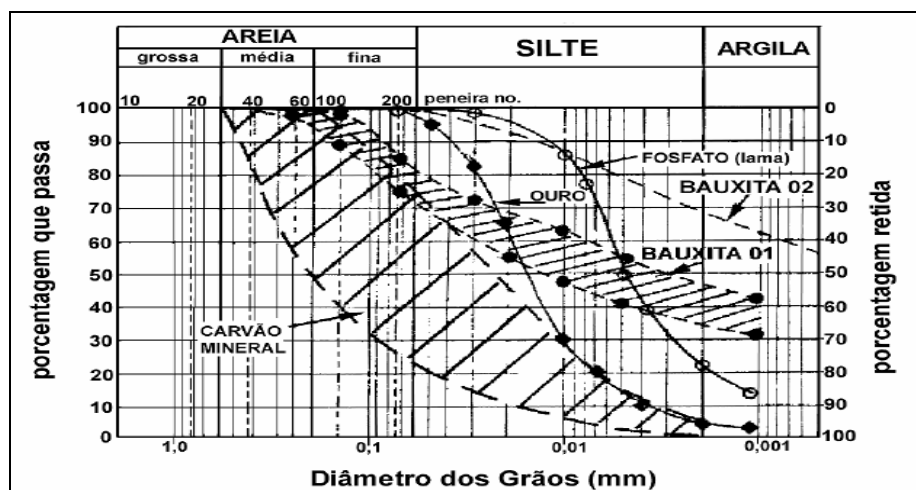 AREIA
SILTE
ARGILA
grossa média fina
10 20 40 60 100 200 peneira no.
porcentagem que passa
100
90
80
70
60
50
40
30
20
10
0
FOSFATO (lama)
BAUXITA 02
OURO
BAUXITA 01
CARVÃO
MINERAL
0
10
20
30
40
50
60
70
80
90
100
porcentagem retida
1,0 0,1 0,01 0,001
Diâmetro dos Grãos (mm)